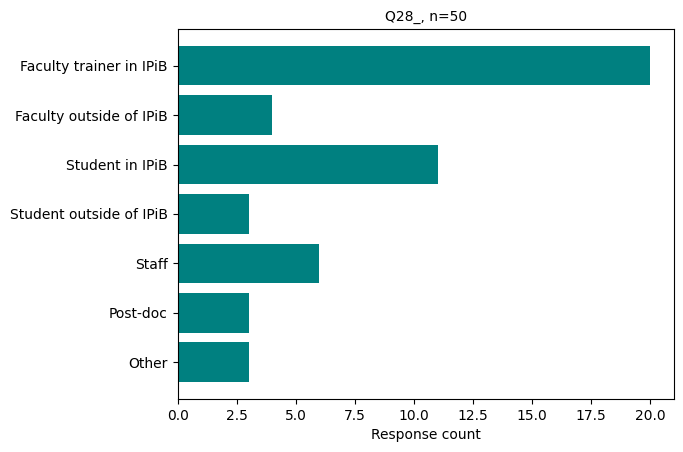 Q28_, n=50
Faculty trainer in IPiB
Faculty outside of IPiB
Student in IPiB
Student outside of IPiB
Staff
Post-doc
Other
0.0 2.5 5.0 7.5 10.0 12.5 15.0 17.5 20.0
Response count